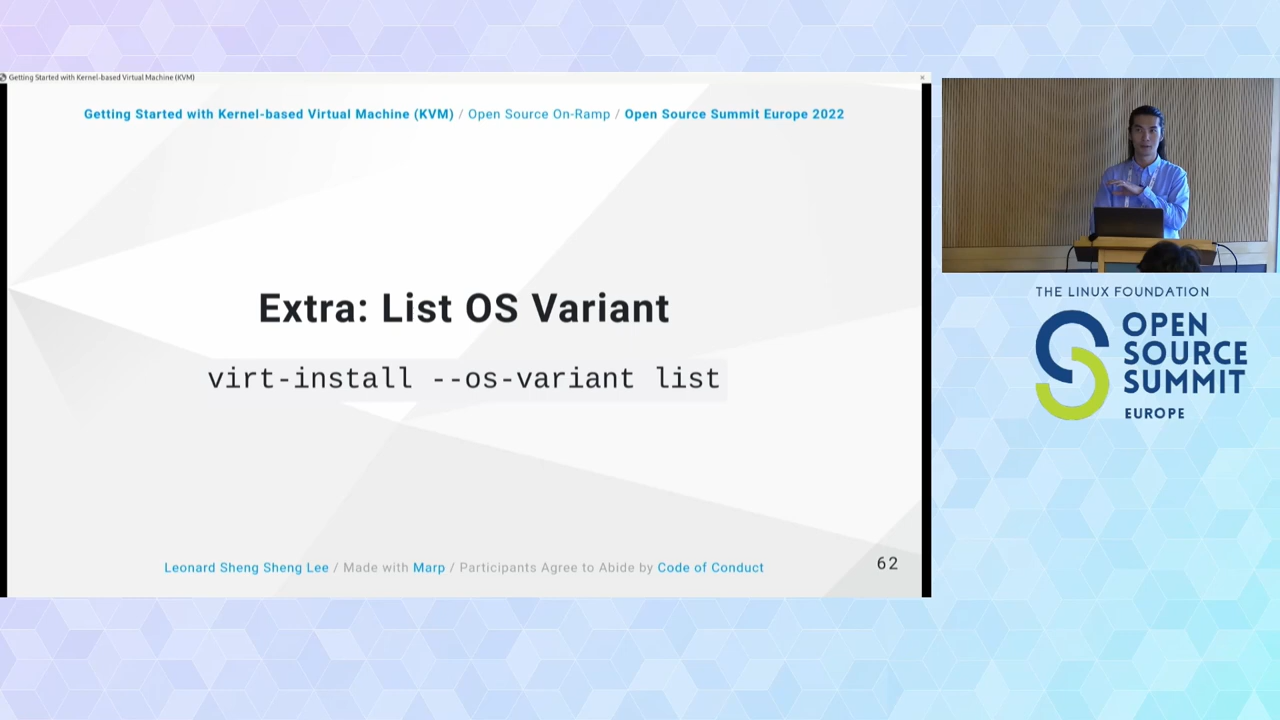 Getting Started with Kernel-based Virtual Machine (KVM)
Getting Started with Kernel-based Virtual Machine (KVM) / Open Source On-Ramp / Open Source Summit Europe 2022
Extra: List OS Variant
virt-install --os-variant list
Leonard Sheng Sheng Lee / Made with Marp / Participants Agree to Abide by Code of Conduct
62
THE LINUX FOUNDATION
OPEN
SOURCE
SUMMIT
EUROPE